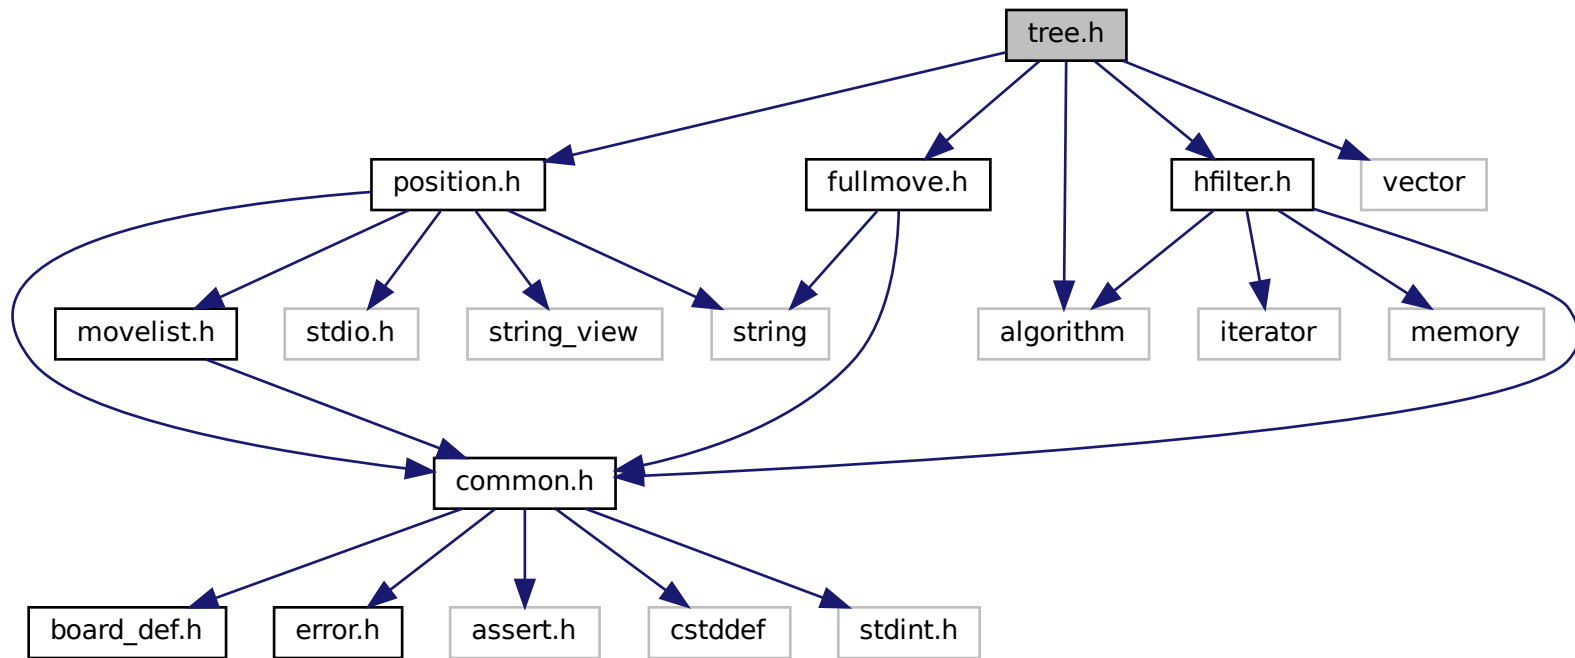 tree.h
position.h
fullmove.h
hfilter.h
vector
movelist.h
stdio.h
string_view
string
algorithm
iterator
memory
common.h
board_def.h
error.h
assert.h
cstddef
stdint.h